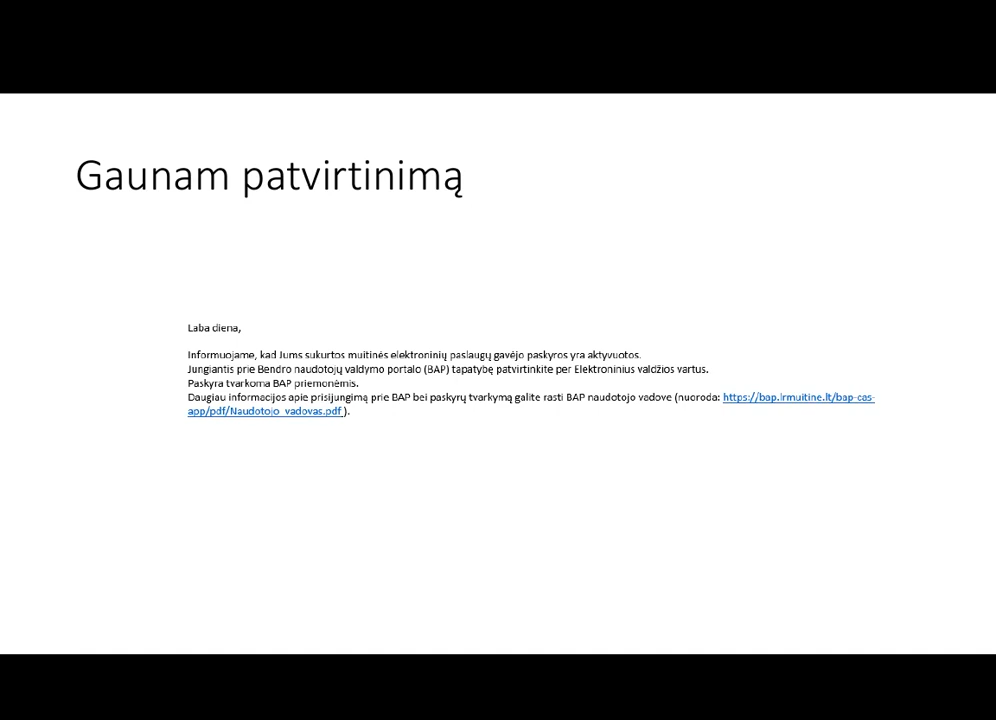 Gaunam patvirtinimą
Laba diena,
Informuojame, kad Jums sukurtos muitinės elektroninių paslaugų gavėjo paskyros yra aktyvuotos.
Jungiantis prie Bendro naudotojų valdymo portalo (BAP) tapatybę patvirtinkite per Elektroninius valdžios vartus.
Paskyra tvarkoma BAP priemonėmis.
Daugiau informacijos apie prisijungimą prie BAP bei paskyrų tvarkymą galite rasti BAP naudotojo vadove (nuoroda: https://bap.lrmuitine.lt/bap-cas-
app/pdf/Naudotojo_vadovas.pdf ).